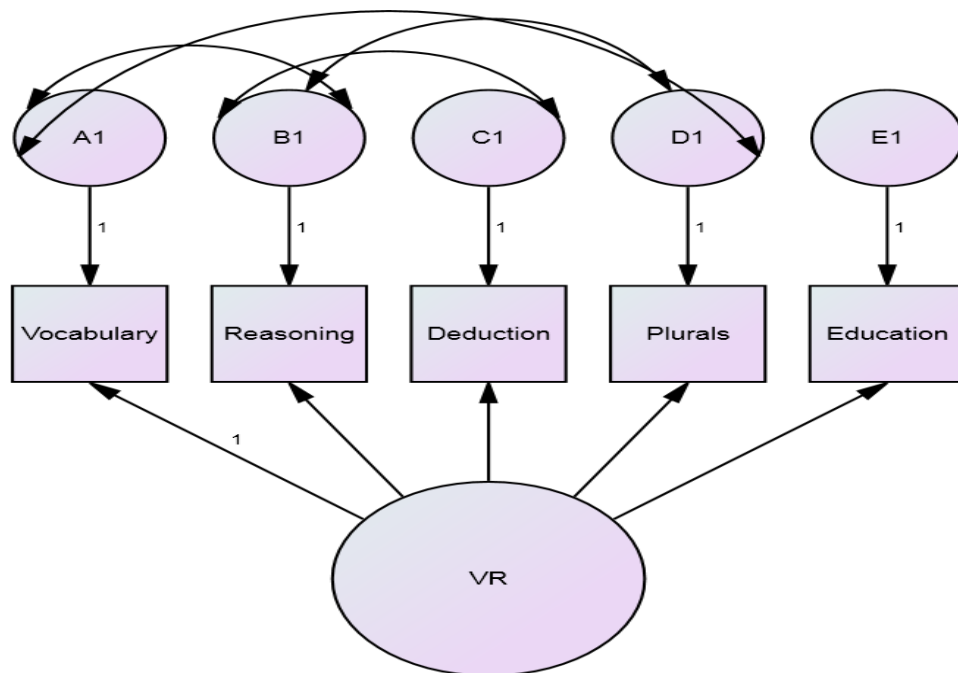 A1 B1 C1 D1 E1
1 1 1 1 1
Vocabulary Reasoning Deduction Plurals Education
1
VR